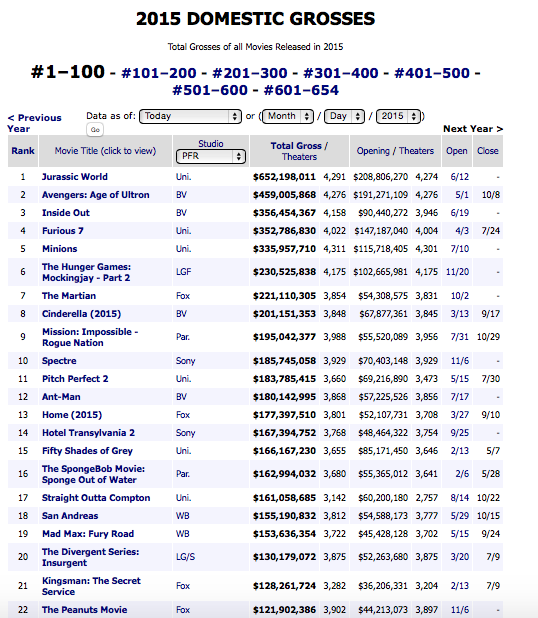 2015 DOMESTIC GROSSES
Total Grosses of all Movies Released in 2015
#1–100 - #101–200 - #201–300 - #301–400 - #401–500 -
#501–600 - #601–654
< Previous Year
Data as of: Today or (Month / Day / 2015)
Go
Next Year >
Rank Movie Title (click to view) Studio PFR Total Gross / Theaters Opening / Theaters Open Close
1 Jurassic World Uni. $652,198,011 4,291 $208,806,270 4,274 6/12 -
2 Avengers: Age of Ultron BV $459,005,868 4,276 $191,271,109 4,276 5/1 10/8
3 Inside Out BV $356,454,367 4,158 $90,440,272 3,946 6/19 -
4 Furious 7 Uni. $352,786,830 4,022 $147,187,040 4,004 4/3 7/24
5 Minions Uni. $335,957,710 4,311 $115,718,405 4,301 7/10 -
6 The Hunger Games: Mockingjay - Part 2 LGF $230,525,838 4,175 $102,665,981 4,175 11/20 -
7 The Martian Fox $221,110,305 3,854 $54,308,575 3,831 10/2 -
8 Cinderella (2015) BV $201,151,353 3,848 $67,877,361 3,845 3/13 9/17
9 Mission: Impossible - Rogue Nation Par. $195,042,377 3,988 $55,520,089 3,956 7/31 10/29
10 Spectre Sony $185,745,058 3,929 $70,403,148 3,929 11/6 -
11 Pitch Perfect 2 Uni. $183,785,415 3,660 $69,216,890 3,473 5/15 7/30
12 Ant-Man BV $180,142,995 3,868 $57,225,526 3,856 7/17 -
13 Home (2015) Fox $177,397,510 3,801 $52,107,731 3,708 3/27 9/10
14 Hotel Transylvania 2 Sony $167,394,752 3,768 $48,464,322 3,754 9/25 -
15 Fifty Shades of Grey Uni. $166,167,230 3,655 $85,171,450 3,646 2/13 5/7
16 The SpongeBob Movie: Sponge Out of Water Par. $162,994,032 3,680 $55,365,012 3,641 2/6 5/28
17 Straight Outta Compton Uni. $161,058,685 3,142 $60,200,180 2,757 8/14 10/22
18 San Andreas WB $155,190,832 3,812 $54,588,173 3,777 5/29 10/15
19 Mad Max: Fury Road WB $153,636,354 3,722 $45,428,128 3,702 5/15 9/24
20 The Divergent Series: Insurgent LG/S $130,179,072 3,875 $52,263,680 3,875 3/20 7/9
21 Kingsman: The Secret Service Fox $128,261,724 3,282 $36,206,331 3,204 2/13 7/9
22 The Peanuts Movie Fox $121,902,386 3,902 $44,213,073 3,897 11/6 -